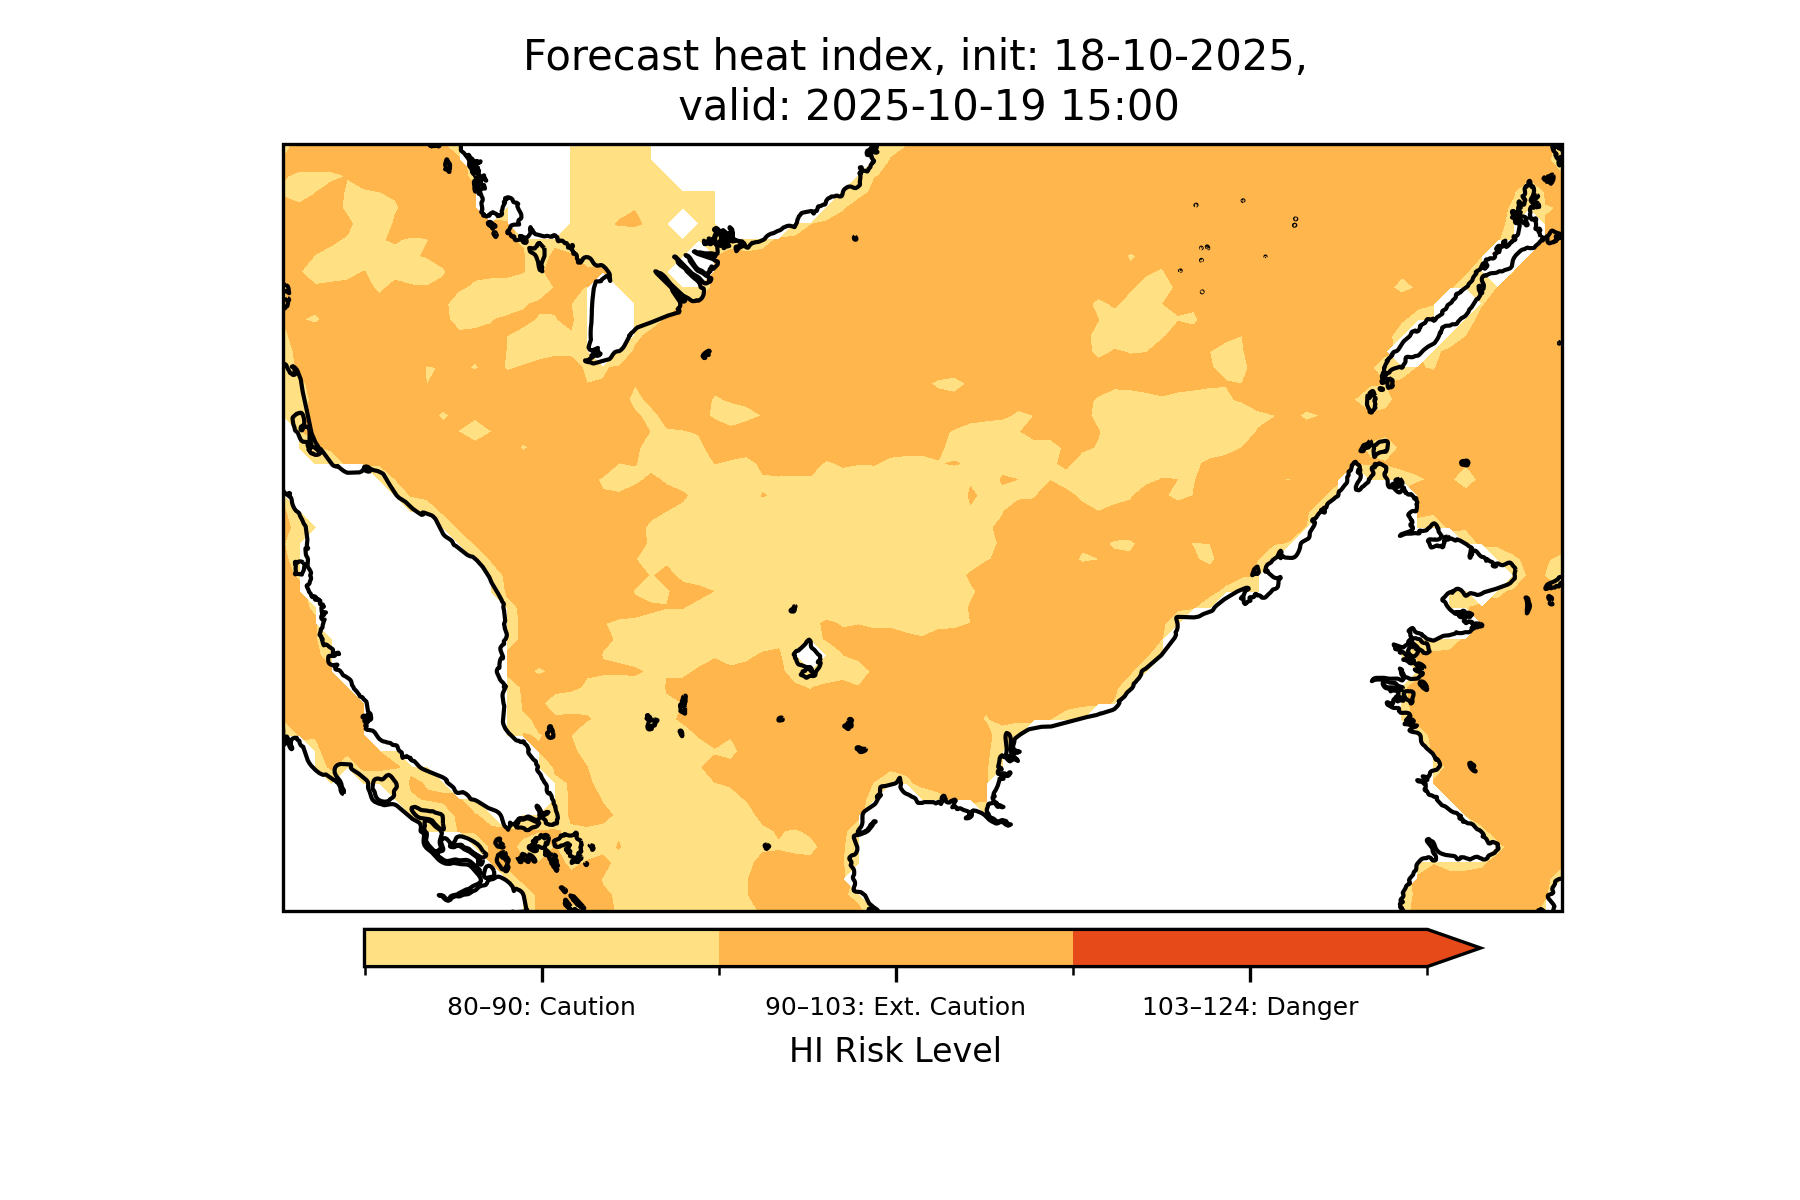 Forecast heat index, init: 18-10-2025,
valid: 2025-10-19 15:00
80–90: Caution
90–103: Ext. Caution
103–124: Danger
HI Risk Level